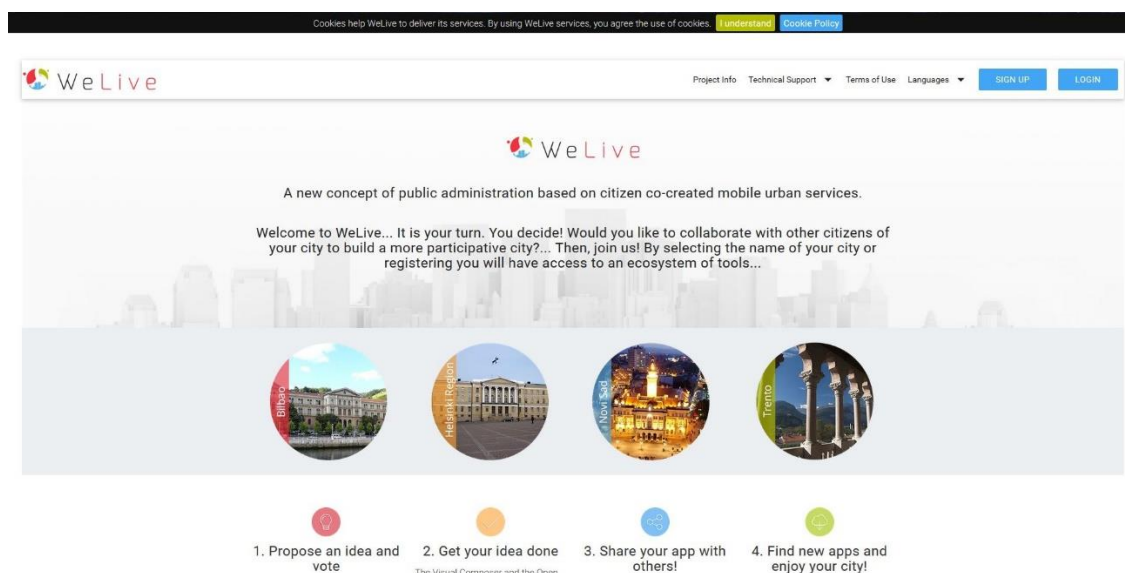 Cookies help WeLive to deliver its services. By using WeLive services, you agree the use of cookies. I understand Cookie Policy
WeLive Project Info Technical Support Terms of Use Languages SIGN UP LOGIN
WeLive
A new concept of public administration based on citizen co-created mobile urban services.
Welcome to WeLive... It is your turn. You decide! Would you like to collaborate with other citizens of
your city to build a more participative city?... Then, join us! By selecting the name of your city or
registering you will have access to an ecosystem of tools...
Bilbao
Helsinki Region
Novi Sad
Trento
1. Propose an idea and
vote
2. Get your idea done
The Visual Composer and the Open
3. Share your app with
others!
4. Find new apps and
enjoy your city!